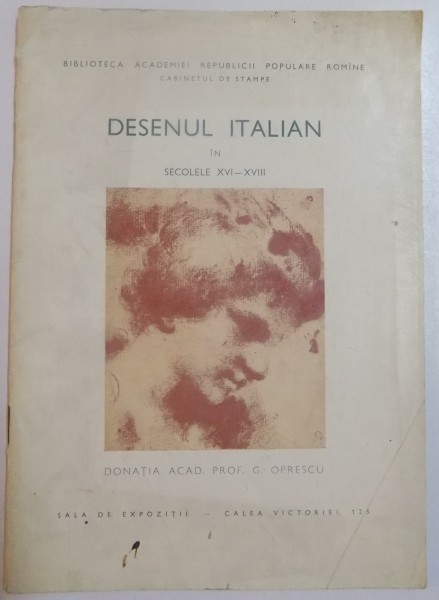 BIBLIOTECA ACADEMIEI REPUBLICII POPULARE ROMÎNE
CABINETUL DE STAMPE
DESENUL ITALIAN
ÎN
SECOLELE XVI—XVIII
DONAȚIA ACAD. PROF. G. OPRESCU
SALA DE EXPOZIȚII — CALEA VICTORIEI 125